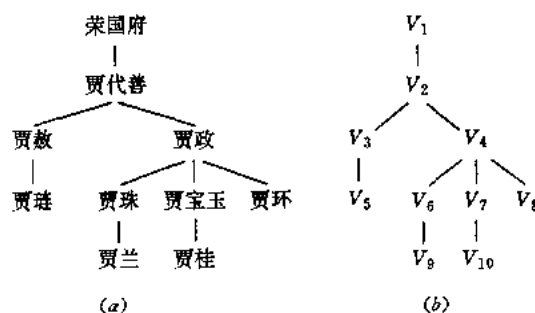 荣国府 V₁
贾代善 V₂
贾赦 贾政 V₃ V₄
贾琏 贾珠 贾宝玉 贾环 V₅ V₆ V₇ V₈
贾兰 贾桂 V₉ V₁₀
(a) (b)